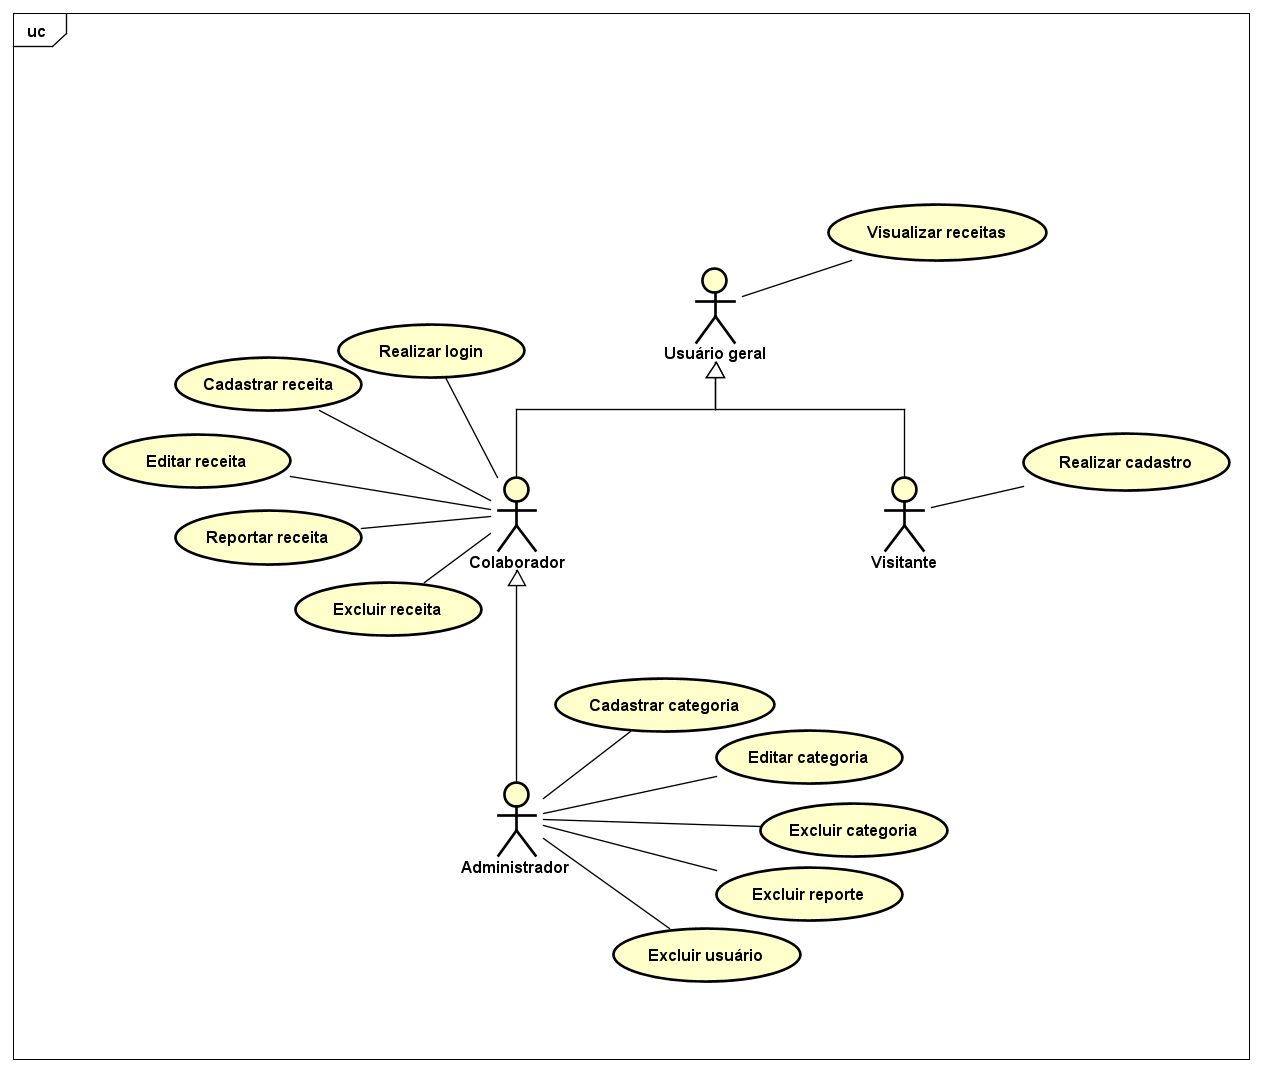 uc
Visualizar receitas
Usuário geral
Realizar login
Cadastrar receita
Editar receita
Realizar cadastro
Reportar receita
Colaborador
Visitante
Excluir receita
Cadastrar categoria
Editar categoria
Excluir categoria
Administrador
Excluir reporte
Excluir usuário